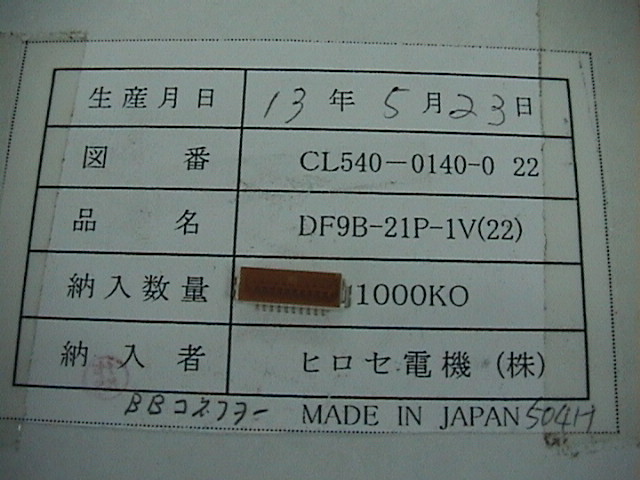 生産月日 13年5月23日
図番 CL540-0140-0 22
品名 DF9B-21P-1V(22)
納入数量 1000KO
納入者 ヒロセ電機(株)
BBコネクター MADE IN JAPAN 504H